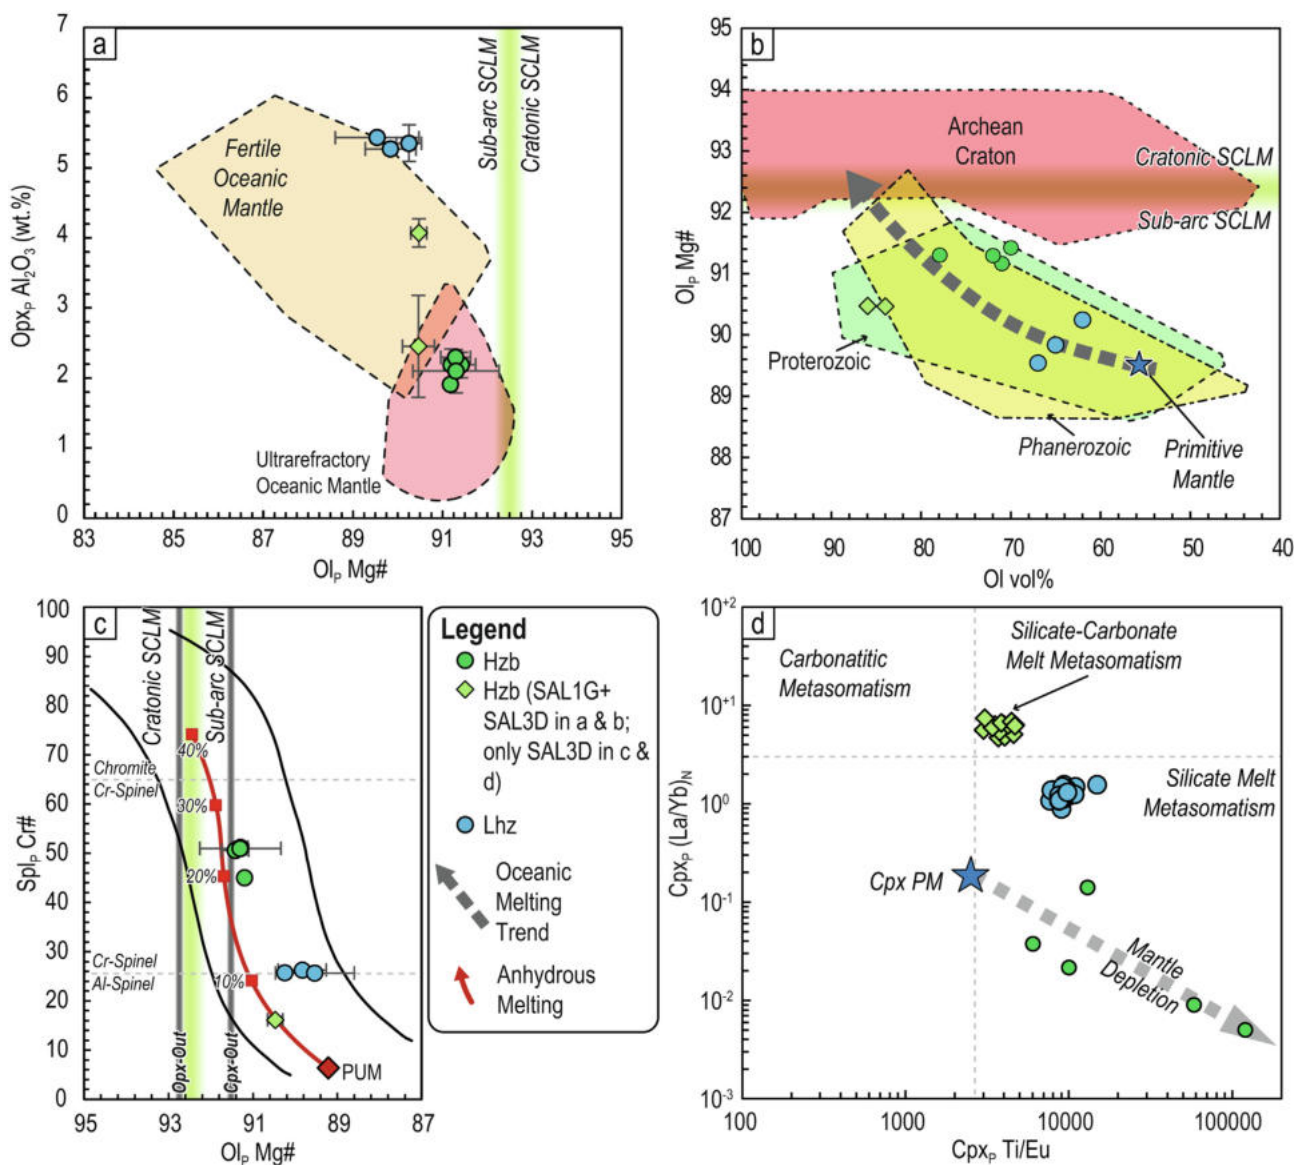 a
Opx_P Al₂O₃ (wt.%)
7
6
5
4
3
2
1
0
Fertile
Oceanic
Mantle
Sub-arc SCLM
Cratonic SCLM
Ultrarefractory
Oceanic Mantle
83
85
87
89
91
93
95
Ol_P Mg#
b
Ol_P Mg#
95
94
93
92
91
90
89
88
87
Archean
Craton
Cratonic SCLM
Sub-arc SCLM
Proterozoic
Phanerozoic
Primitive
Mantle
100
90
80
70
60
50
40
Ol vol%
c
Spl_P Cr#
100
90
80
70
60
50
40
30
20
10
0
Cratonic SCLM
Sub-arc SCLM
40%
Chromite
Cr-Spinel
30%
20%
Cr-Spinel
Al-Spinel
10%
Opx-Out
Cpx-Out
PUM
95
93
91
89
87
Ol_P Mg#
Legend
Hzb
Hzb (SAL1G+
SAL3D in a & b;
only SAL3D in c &
d)
Lhz
Oceanic
Melting
Trend
Anhydrous
Melting
d
Cpx_P (La/Yb)_N
10⁺²
10⁺¹
10⁰
10⁻¹
10⁻²
10⁻³
Carbonatitic
Metasomatism
Silicate-Carbonate
Melt Metasomatism
Silicate Melt
Metasomatism
Cpx PM
Mantle
Depletion
100
1000
10000
100000
Cpx_P Ti/Eu